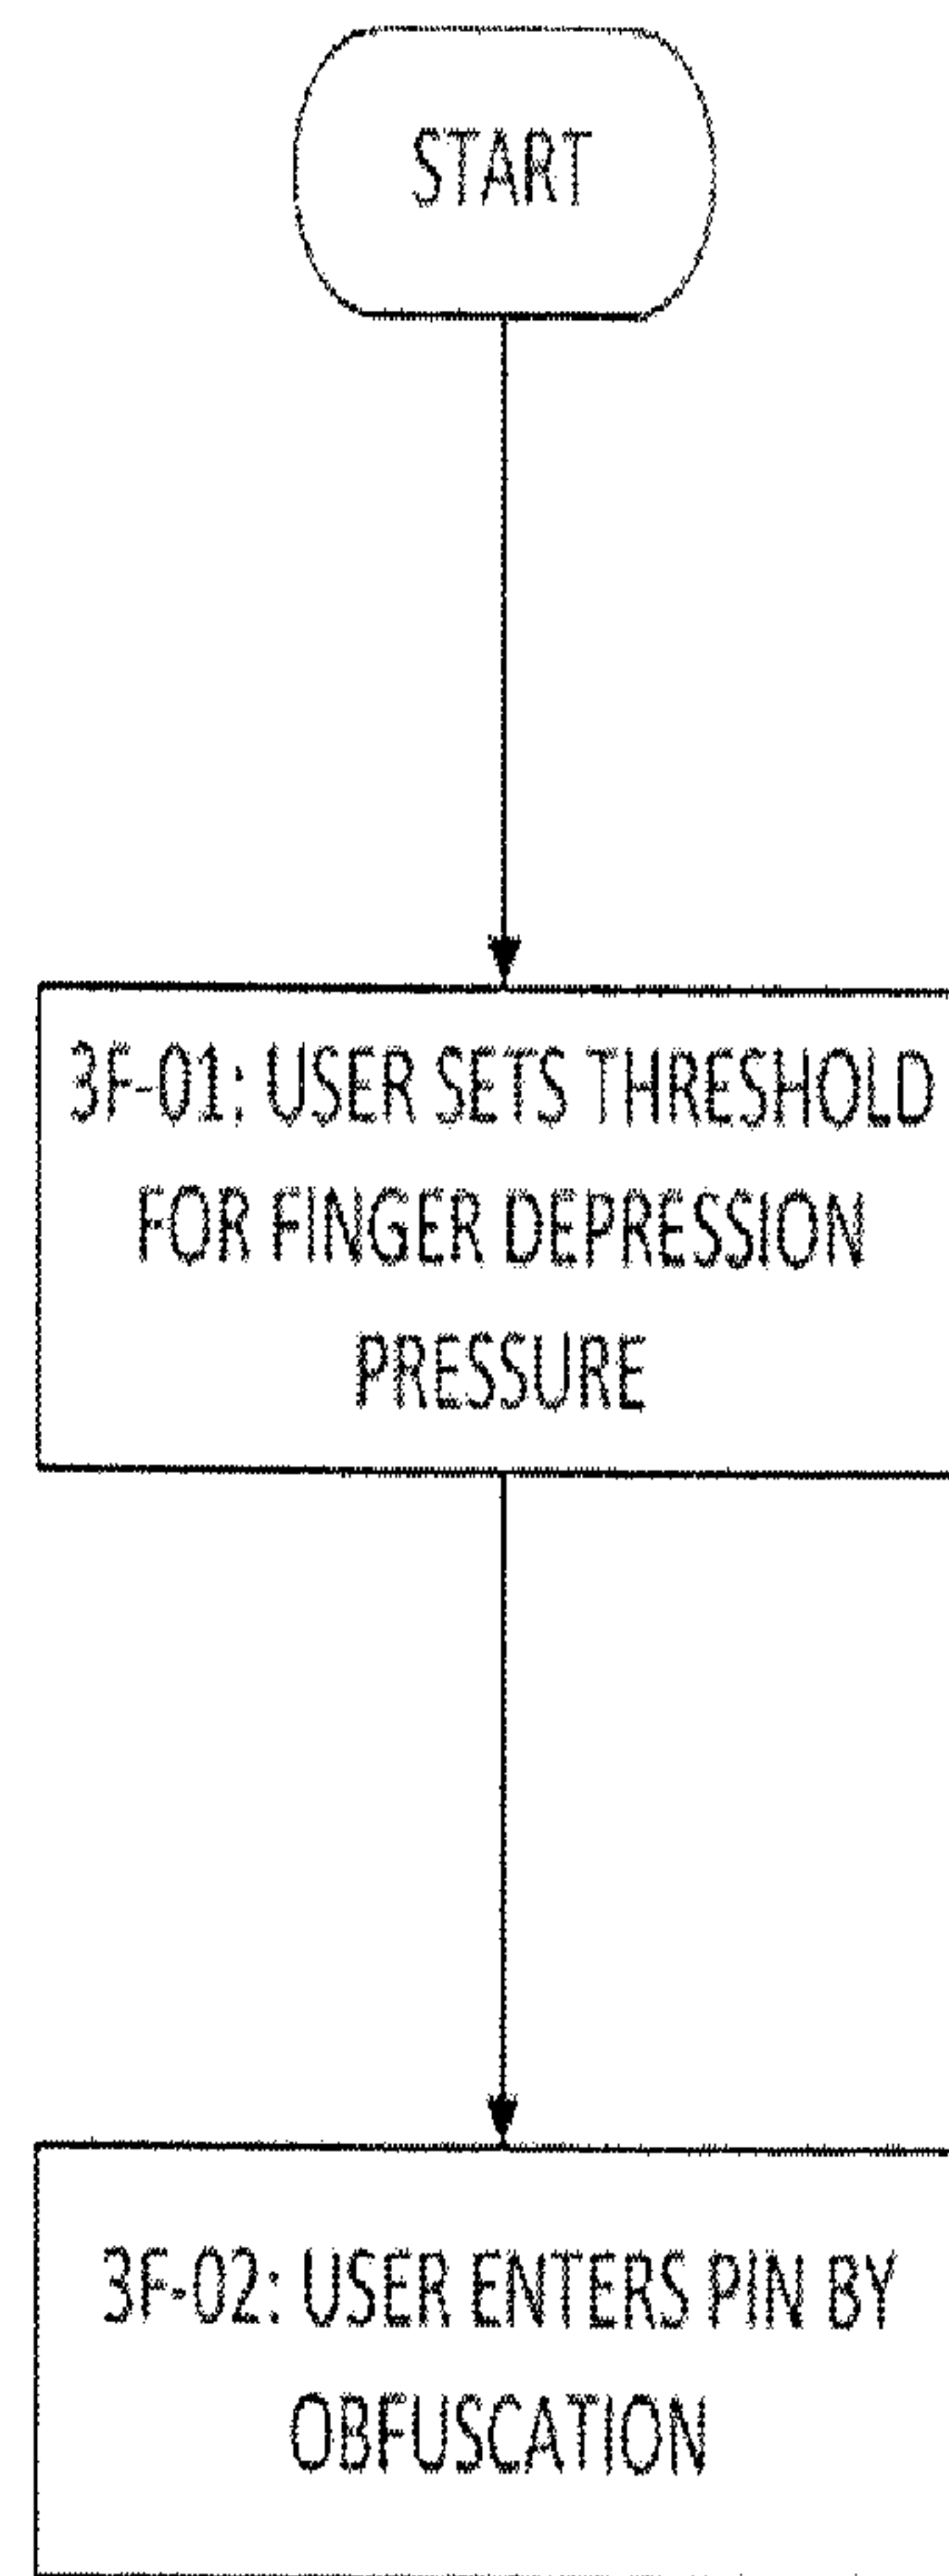 START
3F-01: USER SETS THRESHOLD
FOR FINGER DEPRESSION
PRESSURE
3F-02: USER ENTERS PIN BY
OBFUSCATION